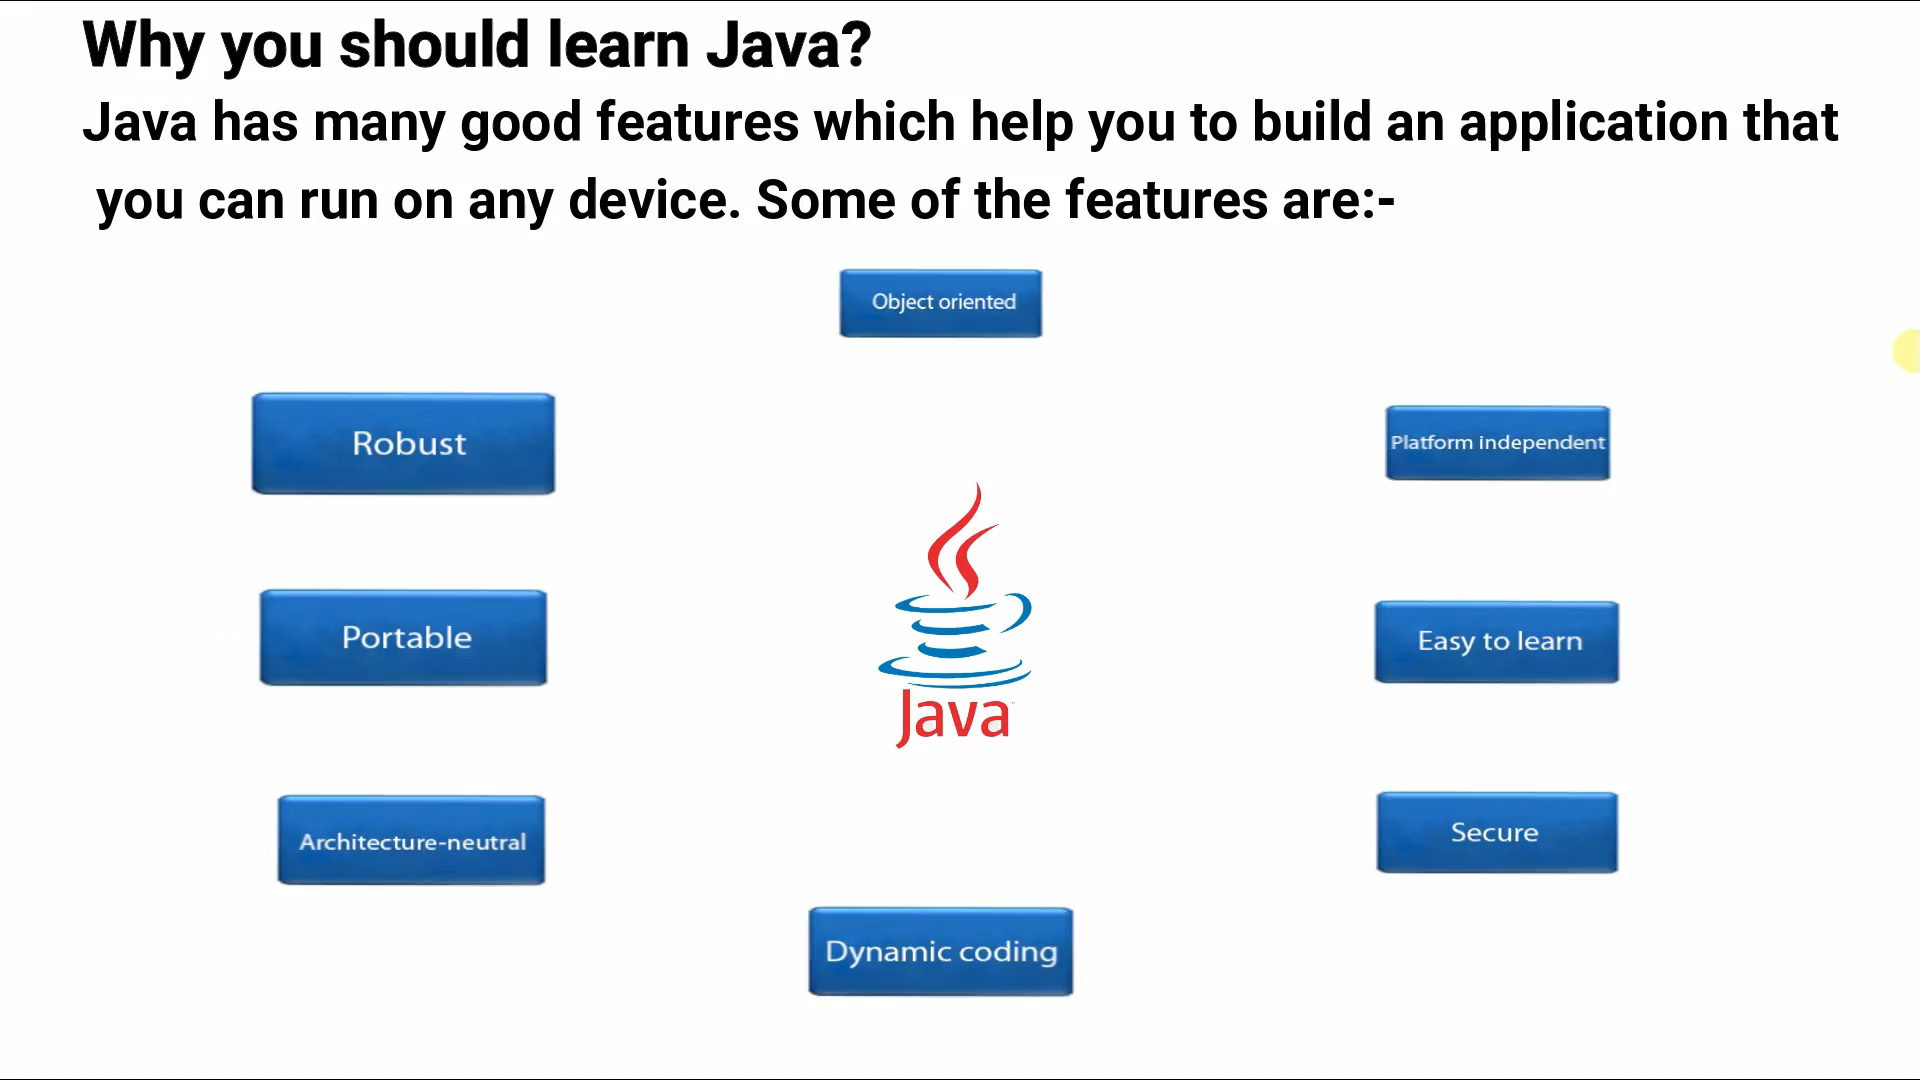 Why you should learn Java?
Java has many good features which help you to build an application that
you can run on any device. Some of the features are:-
Object oriented
Robust
Platform independent
Portable
Easy to learn
Java
Architecture-neutral
Secure
Dynamic coding